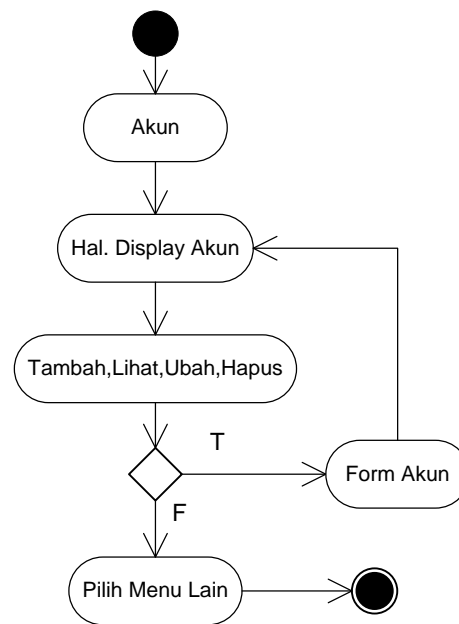 Akun
Hal. Display Akun
Tambah,Lihat,Ubah,Hapus
T
Form Akun
F
Pilih Menu Lain